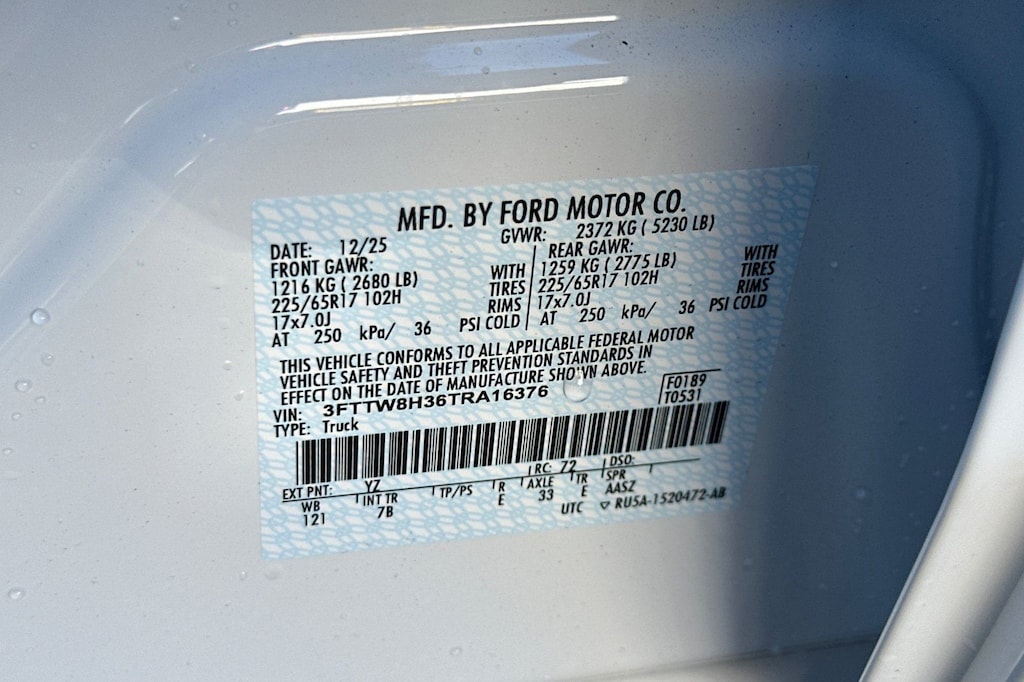 MFD. BY FORD MOTOR CO.
DATE: 12/25 GVWR: 2372 KG ( 5230 LB)
FRONT GAWR: REAR GAWR:
1216 KG ( 2680 LB) WITH 1259 KG ( 2775 LB) WITH
225/65R17 102H TIRES 225/65R17 102H TIRES
17x7.0J RIMS 17x7.0J RIMS
AT 250 kPa/ 36 PSI COLD AT 250 kPa/ 36 PSI COLD
THIS VEHICLE CONFORMS TO ALL APPLICABLE FEDERAL MOTOR
VEHICLE SAFETY AND THEFT PREVENTION STANDARDS IN
EFFECT ON THE DATE OF MANUFACTURE SHOWN ABOVE.
VIN: 3FTTW8H36TRA16376 F0189
TYPE: Truck T0531
EXT PNT: YZ RC: 72 DSO:
WB INT TR TP/PS R AXLE TR SPR
121 7B E 33 E AASZ
UTC ▽ RU5A-1520472-AB